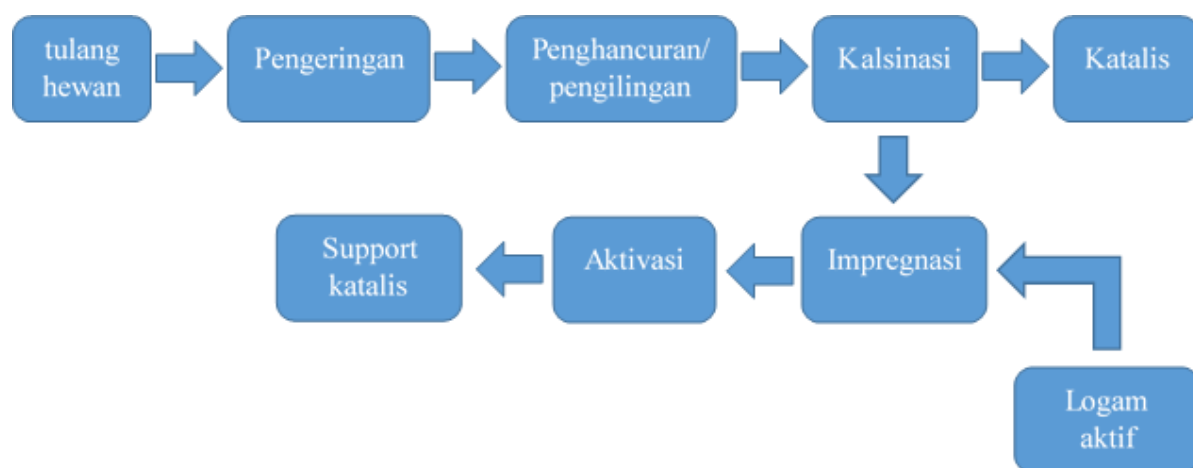 tulang
hewan
Pengeringan
Penghancuran/
pengilingan
Kalsinasi
Katalis
Support
katalis
Aktivasi
Impregnasi
Logam
aktif